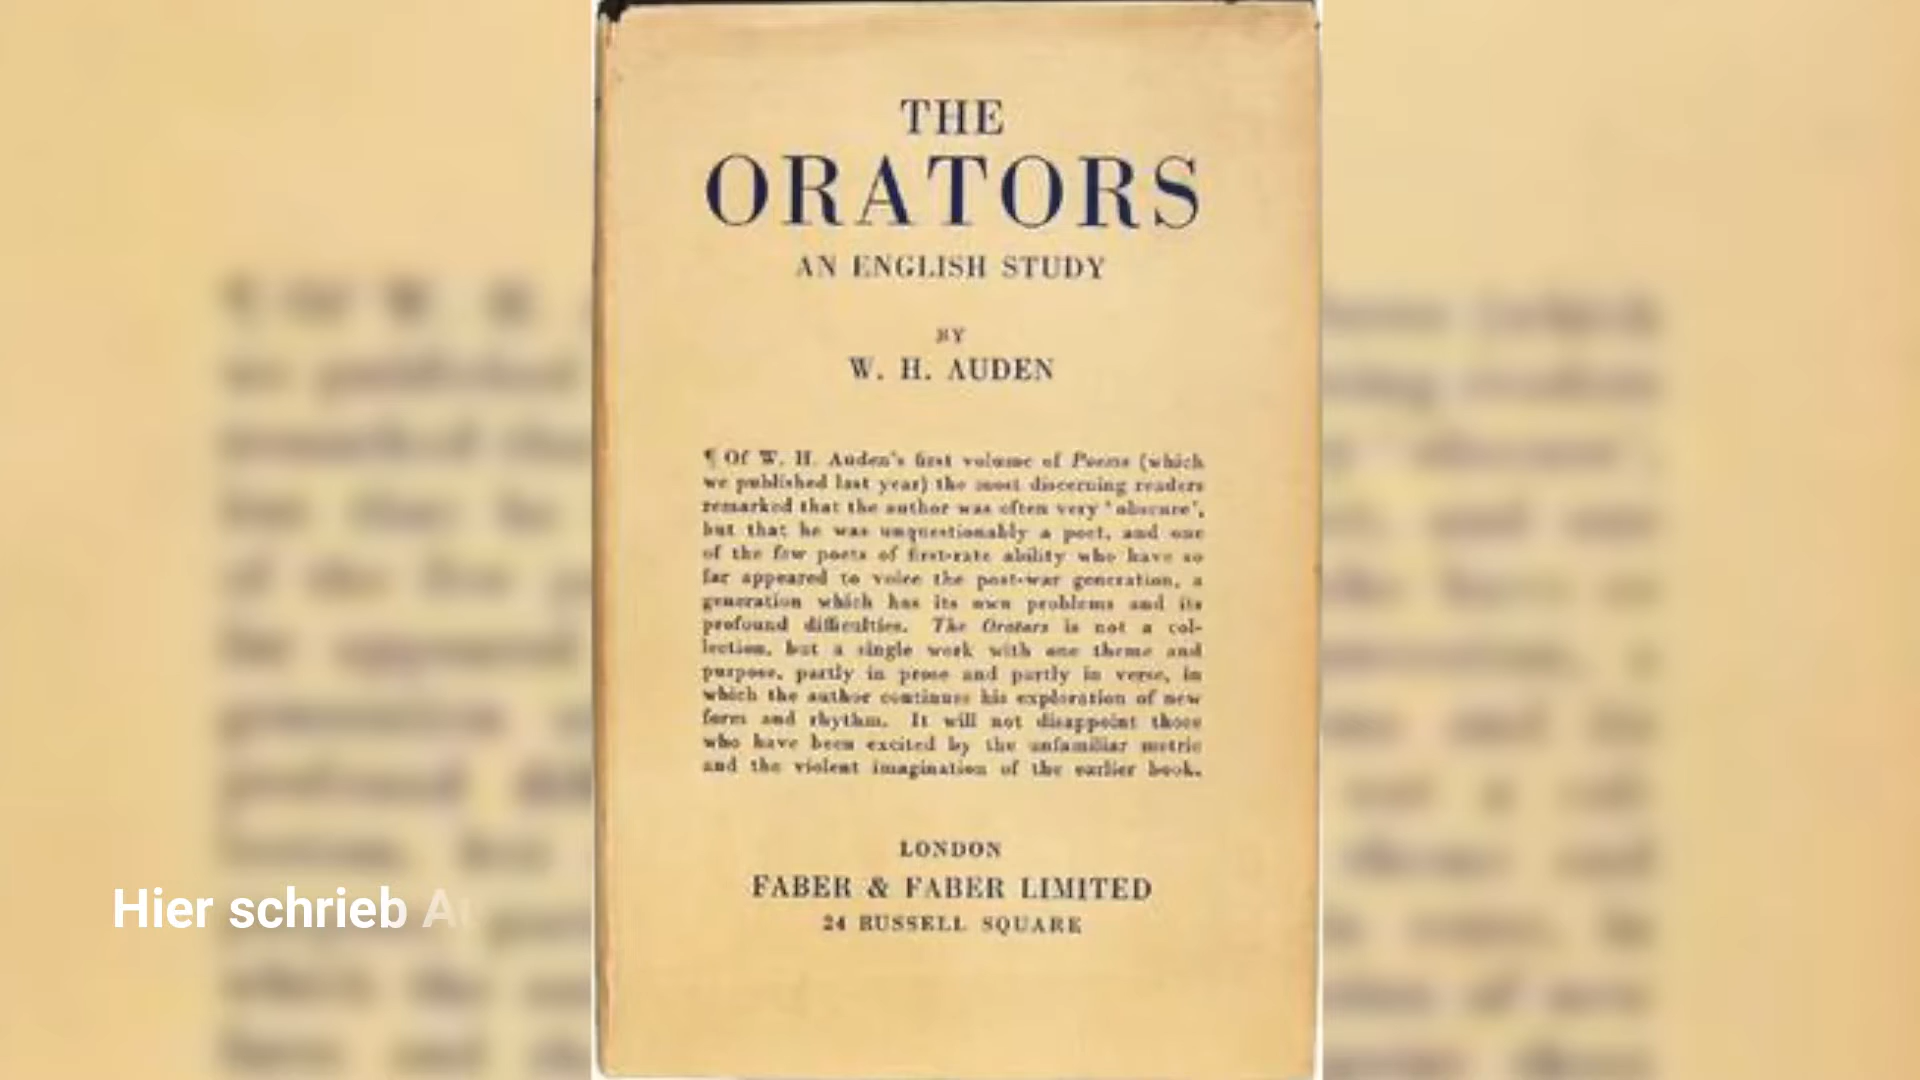 THE
ORATORS
AN ENGLISH STUDY
BY
W. H. AUDEN
¶ Of W. H. Auden's first volume of Poems (which
we published last year) the most discerning readers
remarked that the author was often very 'obscure',
but that he was unquestionably a poet, and one
of the few poets of first-rate ability who have so
far appeared to voice the post-war generation, a
generation which has its own problems and its
profound difficulties. The Orators is not a col-
lection, but a single work with one theme and
purpose, partly in prose and partly in verse, in
which the author continues his exploration of new
form and rhythm. It will not disappoint those
who have been excited by the unfamiliar metric
and the violent imagination of the earlier book.
LONDON
FABER & FABER LIMITED
24 RUSSELL SQUARE
Hier schrieb Au